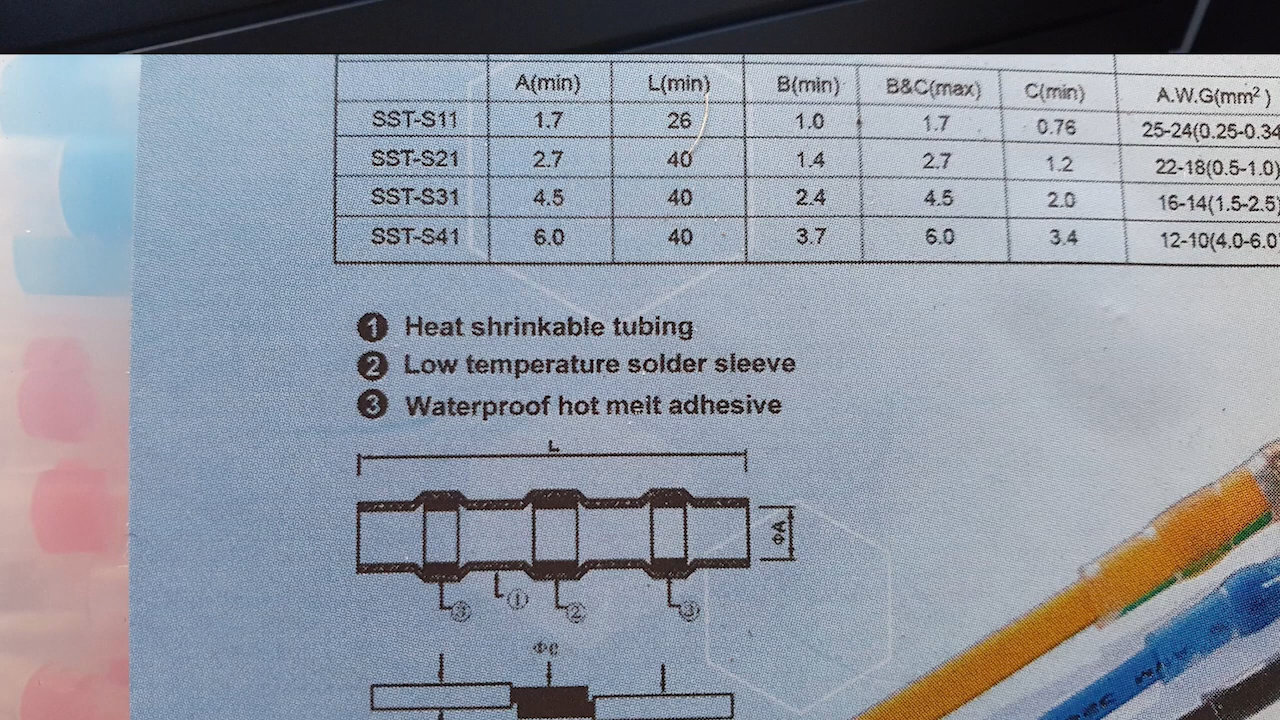 A(min) L(min) B(min) B&C(max) C(min) A.W.G(mm²)
SST-S11 1.7 26 1.0 1.7 0.76 25-24(0.25-0.34
SST-S21 2.7 40 1.4 2.7 1.2 22-18(0.5-1.0)
SST-S31 4.5 40 2.4 4.5 2.0 16-14(1.5-2.5)
SST-S41 6.0 40 3.7 6.0 3.4 12-10(4.0-6.0
1 Heat shrinkable tubing
2 Low temperature solder sleeve
3 Waterproof hot melt adhesive
L
ΦA
③ ① ② ③